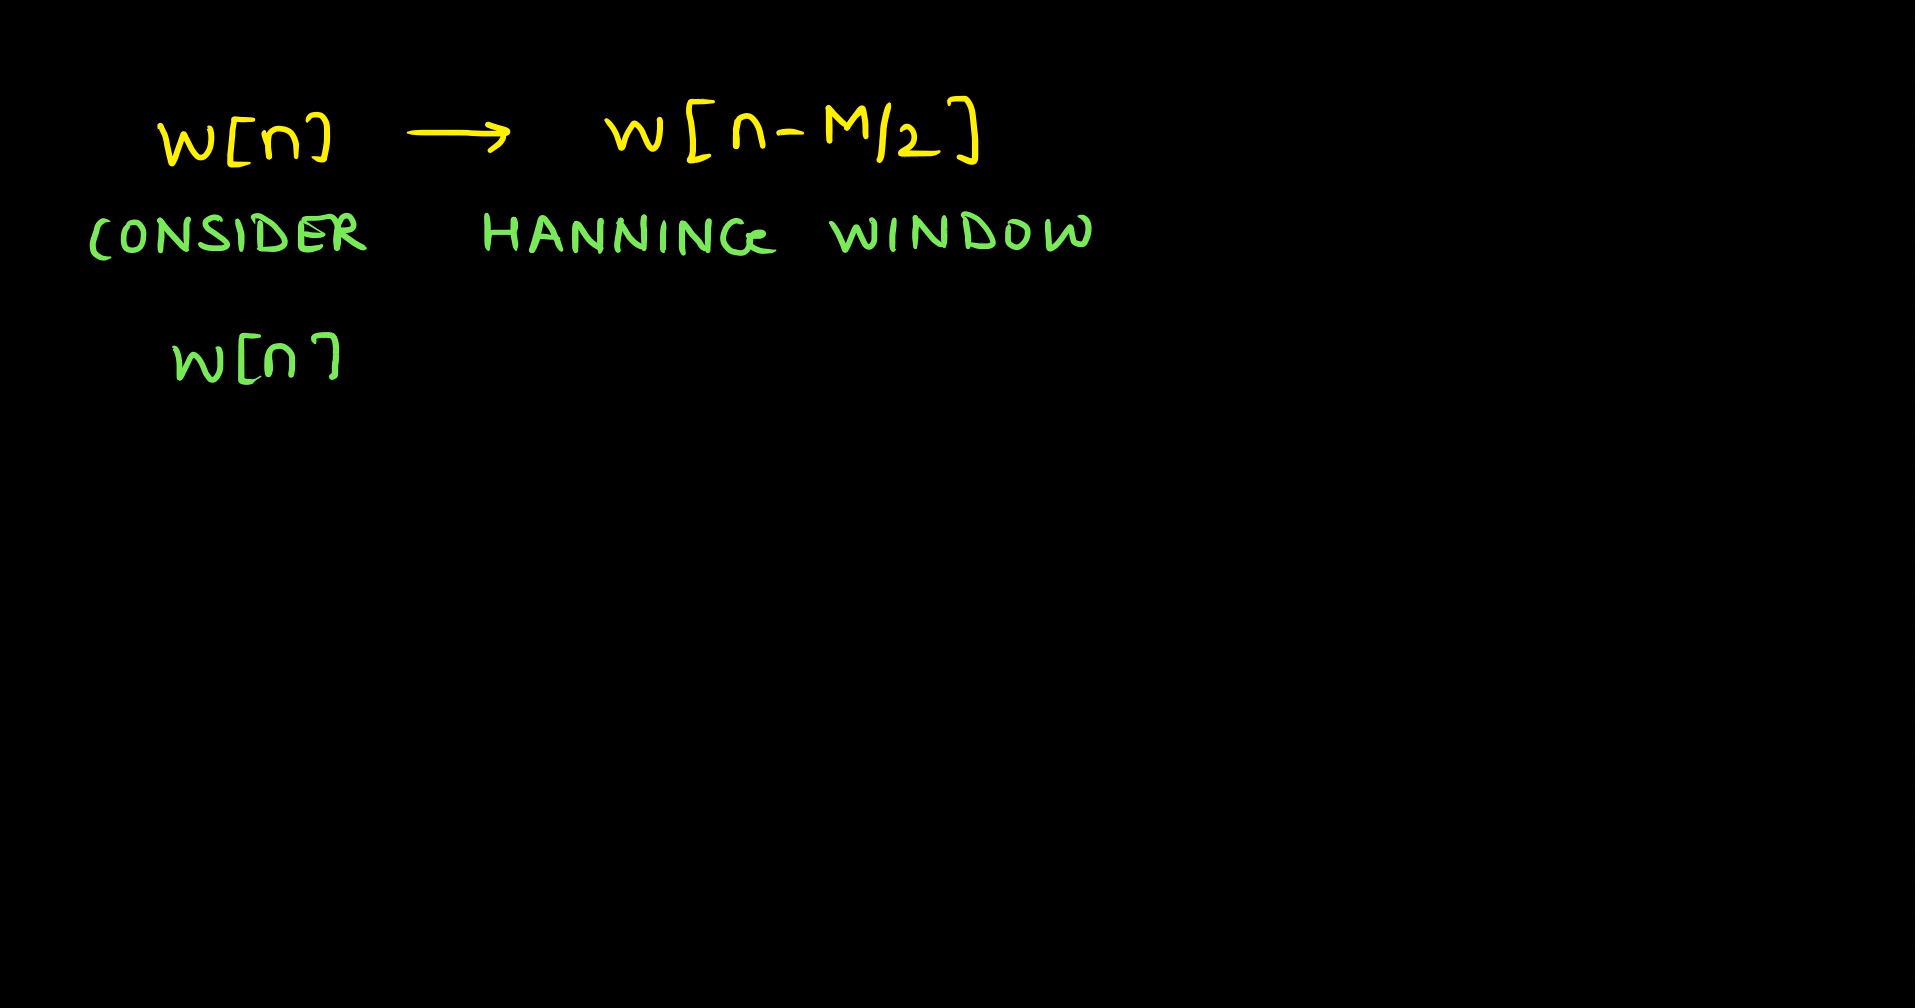 w[n] → w[n-M/2]
CONSIDER HANNING WINDOW
w[n]